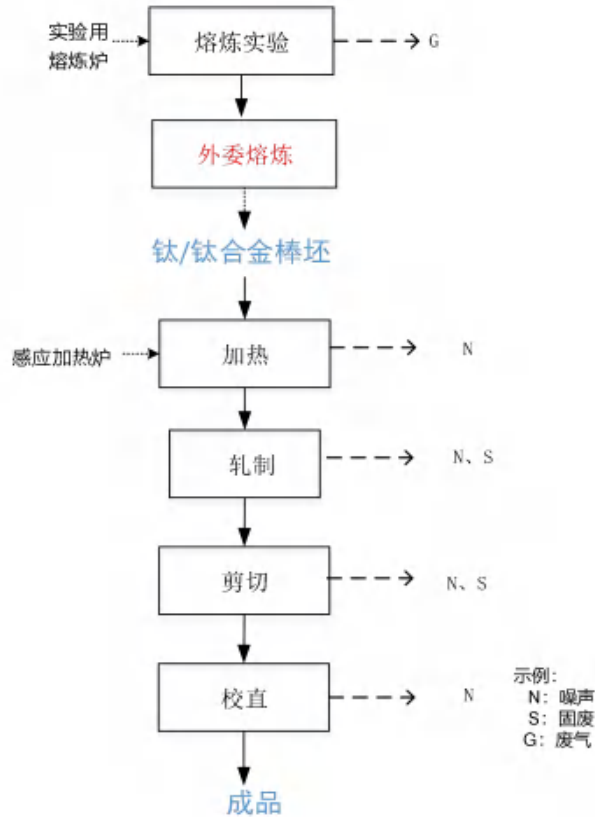 实验用
熔炼炉
熔炼实验
G
外委熔炼
钛/钛合金棒坯
感应加热炉
加热
N
轧制
N、S
剪切
N、S
校直
N
示例：
N：噪声
S：固废
G：废气
成品